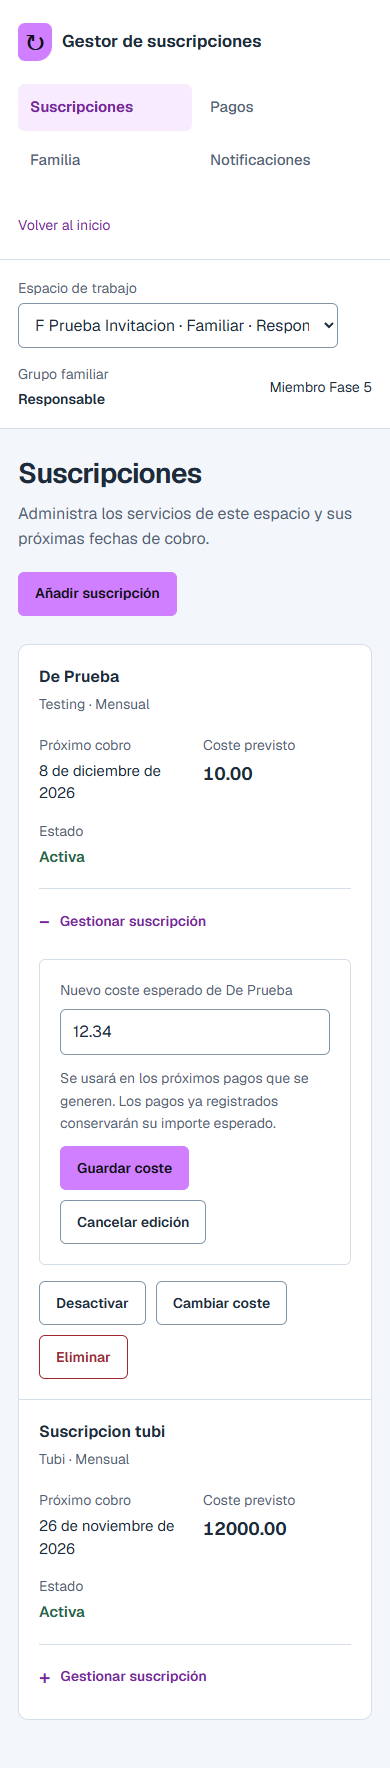 Gestor de suscripciones
Suscripciones
Pagos
Familia
Notificaciones
Volver al inicio
Espacio de trabajo
F Prueba Invitacion · Familiar · Respon
Grupo familiar
Responsable
Miembro Fase 5
Suscripciones
Administra los servicios de este espacio y sus
próximas fechas de cobro.
Añadir suscripción
De Prueba
Testing · Mensual
Próximo cobro
8 de diciembre de
2026
Coste previsto
10.00
Estado
Activa
− Gestionar suscripción
Nuevo coste esperado de De Prueba
12.34
Se usará en los próximos pagos que se
generen. Los pagos ya registrados
conservarán su importe esperado.
Guardar coste
Cancelar edición
Desactivar
Cambiar coste
Eliminar
Suscripcion tubi
Tubi · Mensual
Próximo cobro
26 de noviembre de
2026
Coste previsto
12000.00
Estado
Activa
+ Gestionar suscripción